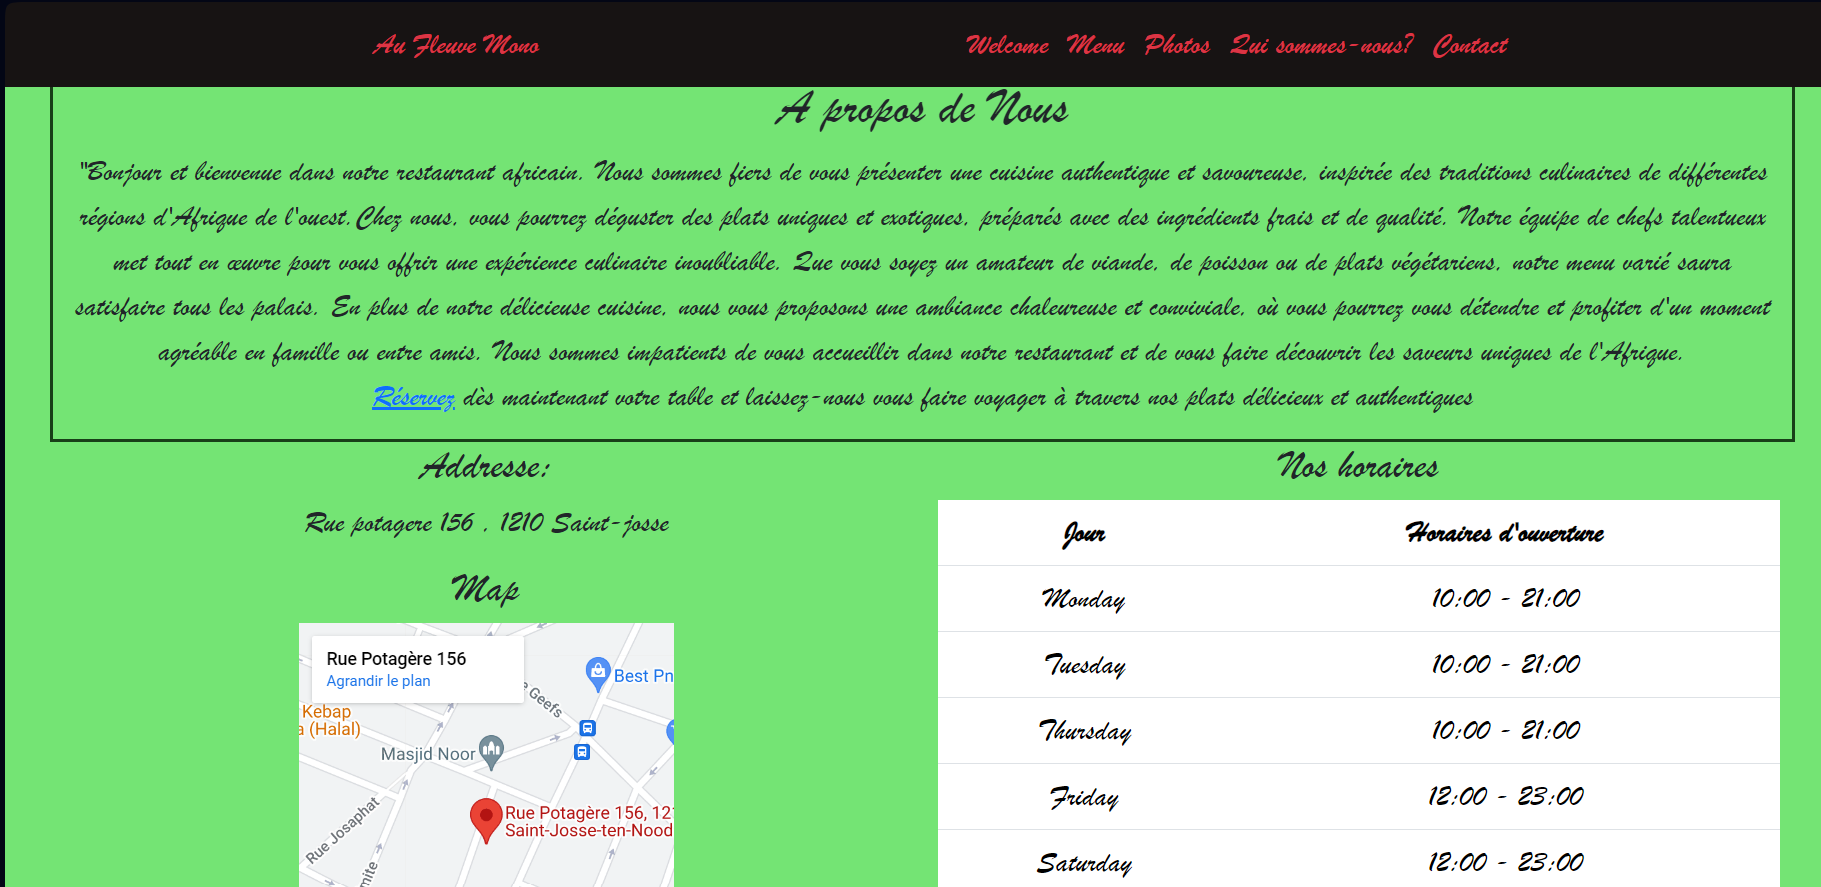 Au Fleuve Mono
Welcome Menu Photos Qui sommes-nous? Contact
A propos de Nous
"Bonjour et bienvenue dans notre restaurant africain. Nous sommes fiers de vous présenter une cuisine authentique et savoureuse, inspirée des traditions culinaires de différentes
régions d'Afrique de l'ouest.Chez nous, vous pourrez déguster des plats uniques et exotiques, préparés avec des ingrédients frais et de qualité. Notre équipe de chefs talentueux
met tout en œuvre pour vous offrir une expérience culinaire inoubliable. Que vous soyez un amateur de viande, de poisson ou de plats végétariens, notre menu varié saura
satisfaire tous les palais. En plus de notre délicieuse cuisine, nous vous proposons une ambiance chaleureuse et conviviale, où vous pourrez vous détendre et profiter d'un moment
agréable en famille ou entre amis. Nous sommes impatients de vous accueillir dans notre restaurant et de vous faire découvrir les saveurs uniques de l'Afrique.
Réservez dès maintenant votre table et laissez-nous vous faire voyager à travers nos plats délicieux et authentiques
Addresse:
Rue potagere 156 , 1210 Saint-josse
Map
Rue Potagère 156
Agrandir le plan
e Geefs
Best Pn
Kebap
a (Halal)
Masjid Noor
Rue Potagère 156, 12
Saint-Josse-ten-Nood
Rue Josaphat
mite
Nos horaires
Jour Horaires d'ouverture
Monday 10:00 - 21:00
Tuesday 10:00 - 21:00
Thursday 10:00 - 21:00
Friday 12:00 - 23:00
Saturday 12:00 - 23:00